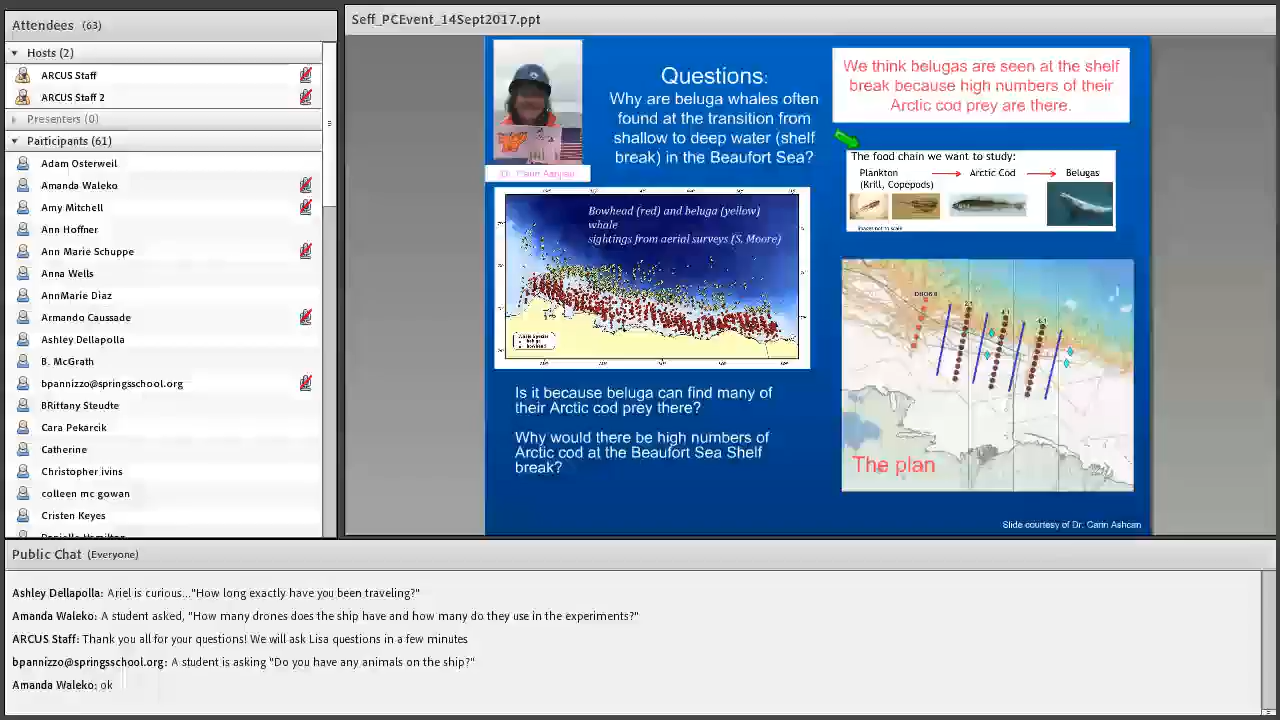 Attendees (63)
Hosts (2)
ARCUS Staff
ARCUS Staff 2
Presenters (0)
Participants (61)
Adam Osterweil
Amanda Waleko
Amy Mitchell
Ann Hoffner
Ann Marie Schuppe
Anna Wells
AnnMarie Diaz
Armando Caussade
Ashley Dellapolla
B. McGrath
bpannizzo@springsschool.org
BRittany Steudte
Cara Pekarcik
Catherine
Christopher ivins
colleen mc gowan
Cristen Keyes
Seff_PCEvent_14Sept2017.ppt
Questions:
Why are beluga whales often
found at the transition from
shallow to deep water (shelf
break) in the Beaufort Sea?
Dr. Carin Ashjian
Bowhead (red) and beluga (yellow)
whale
sightings from aerial surveys (S. Moore)
Is it because beluga can find many of
their Arctic cod prey there?
Why would there be high numbers of
Arctic cod at the Beaufort Sea Shelf
break?
We think belugas are seen at the shelf
break because high numbers of their
Arctic cod prey are there.
The food chain we want to study:
Plankton
(Krill, Copepods)
Arctic Cod
Belugas
Images not to scale
The plan
Slide courtesy of Dr. Carin Ashcan
Public Chat (Everyone)
Ashley Dellapolla: Ariel is curious..."How long exactly have you been traveling?"
Amanda Waleko: A student asked, "How many drones does the ship have and how many do they use in the experiments?"
ARCUS Staff: Thank you all for your questions! We will ask Lisa questions in a few minutes
bpannizzo@springsschool.org: A student is asking "Do you have any animals on the ship?"
Amanda Waleko: ok